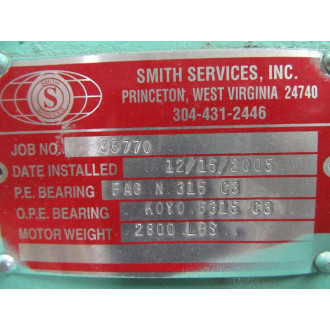 S
SMITH SERVICES, INC.
PRINCETON, WEST VIRGINIA 24740
304-431-2446
JOB NO. 35770
DATE INSTALLED 12/15/2005
P.E. BEARING FAG N 315 C3
O.P.E. BEARING KOYO 6315 C3
MOTOR WEIGHT 2800 LBS